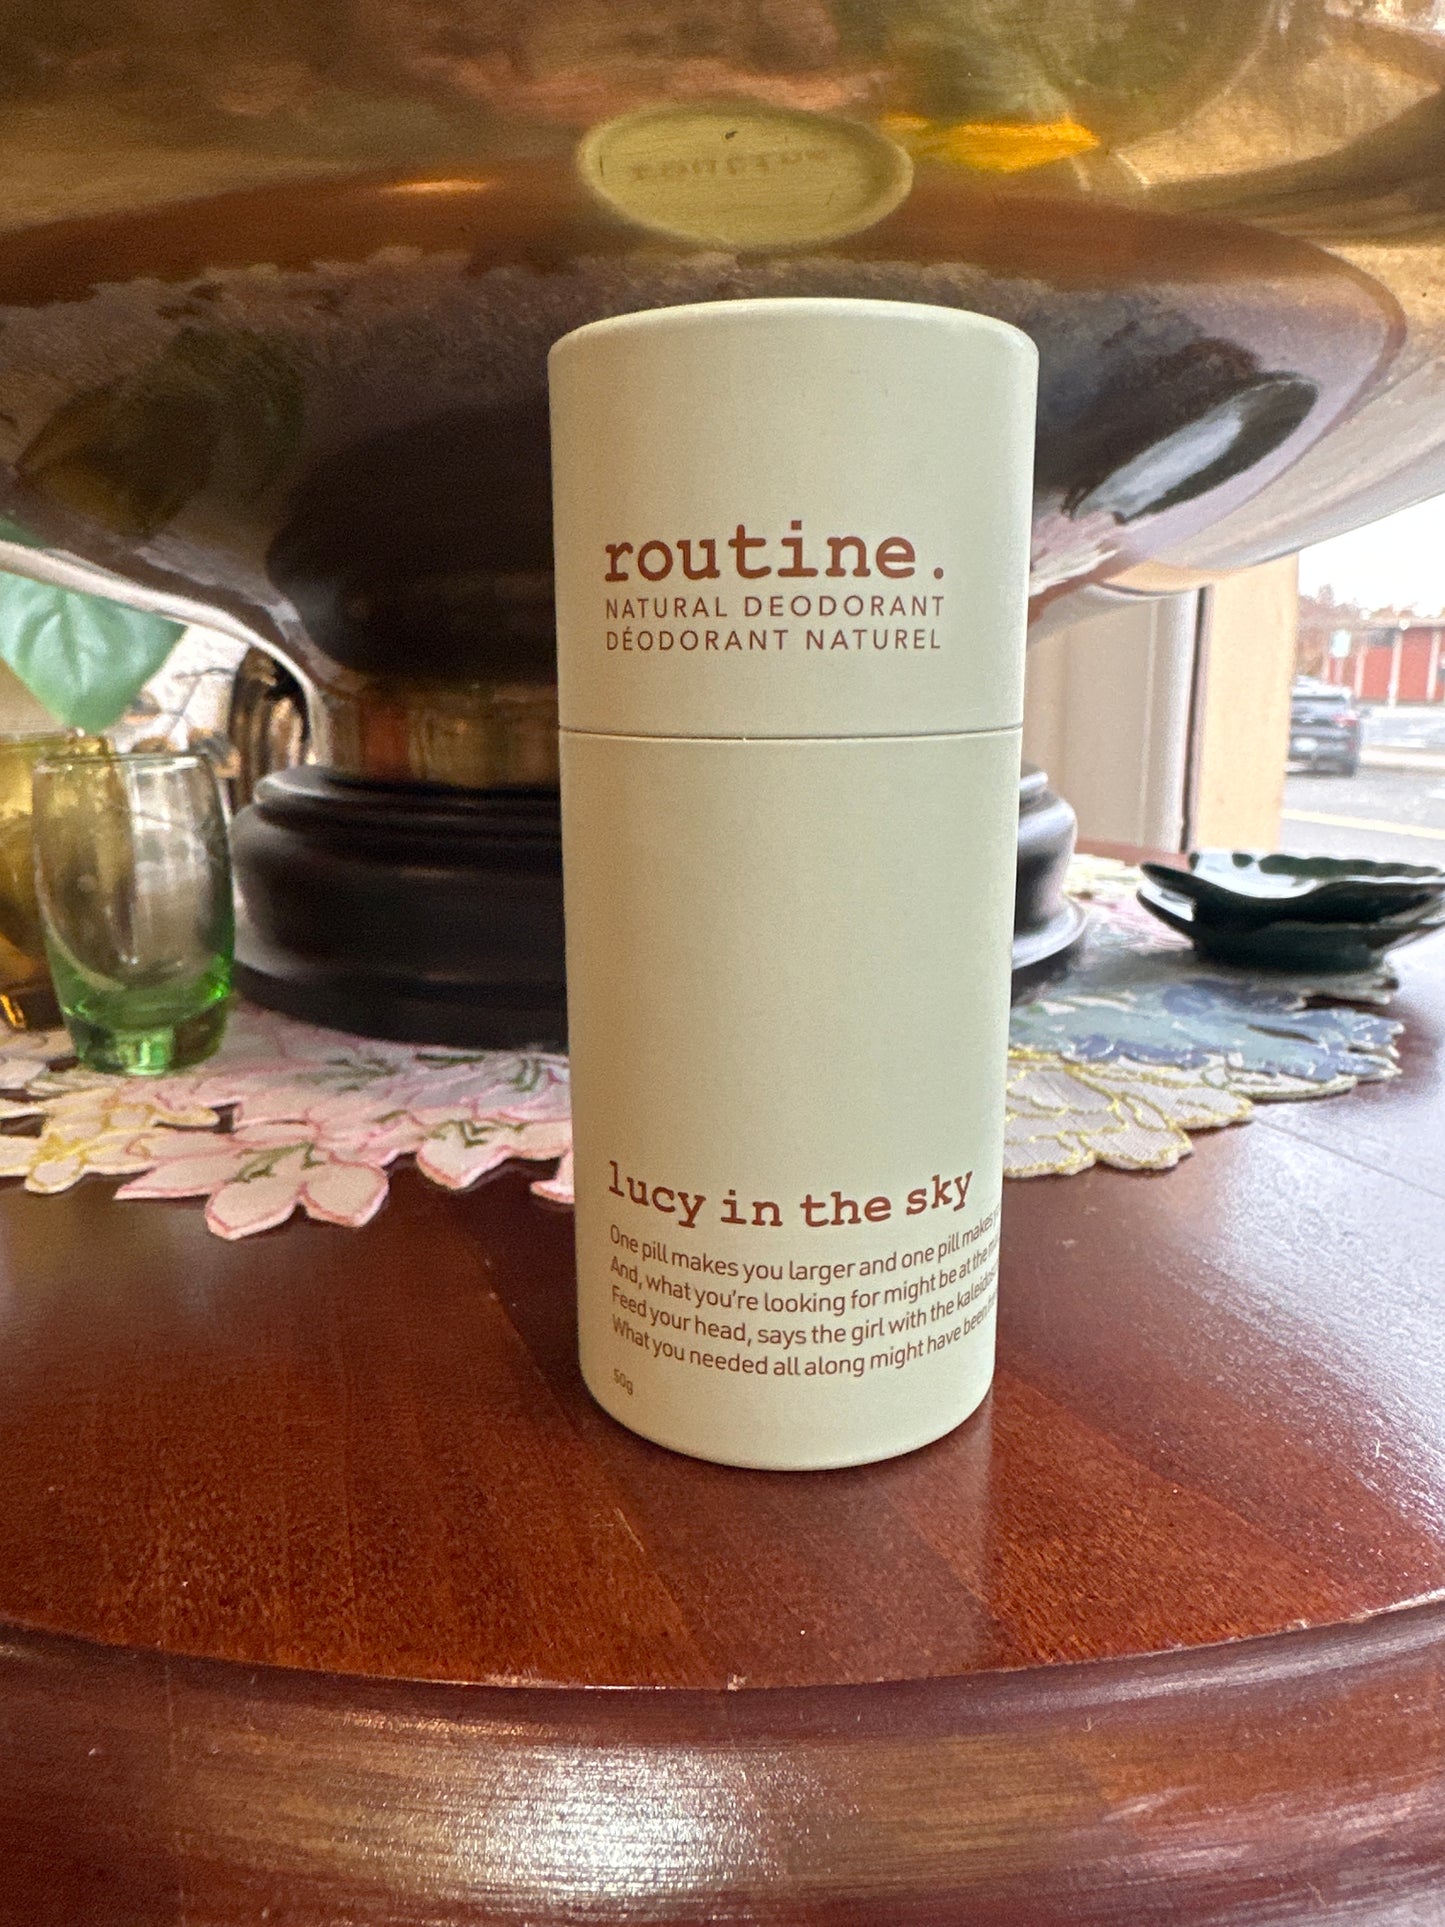 routine.
NATURAL DEODORANT
DÉODORANT NATUREL
lucy in the sky
One pill makes you larger and one pill makes
And, what you're looking for might be at the
Feed your head, says the girl with the
What you needed all along might have been
50g